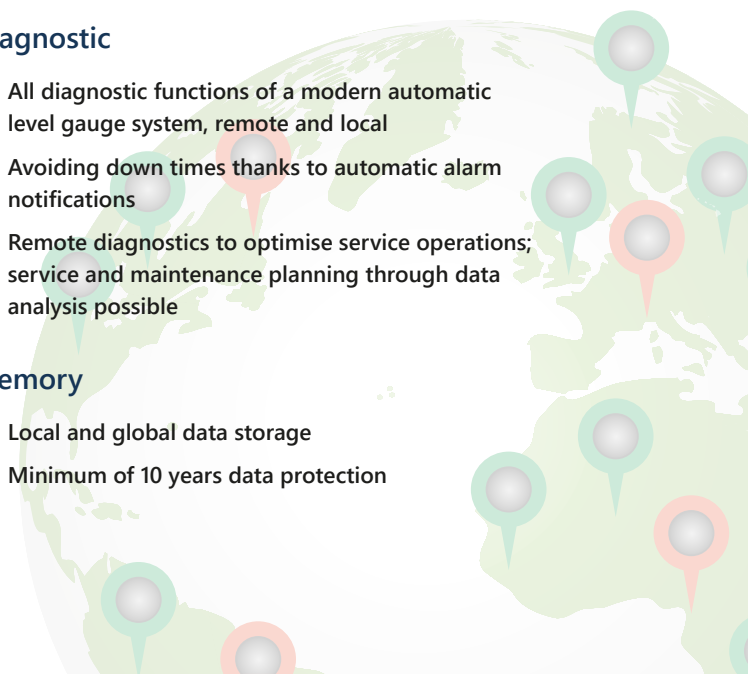 agnostic
All diagnostic functions of a modern automatic
level gauge system, remote and local
Avoiding down times thanks to automatic alarm
notifications
Remote diagnostics to optimise service operations;
service and maintenance planning through data
analysis possible
emory
Local and global data storage
Minimum of 10 years data protection